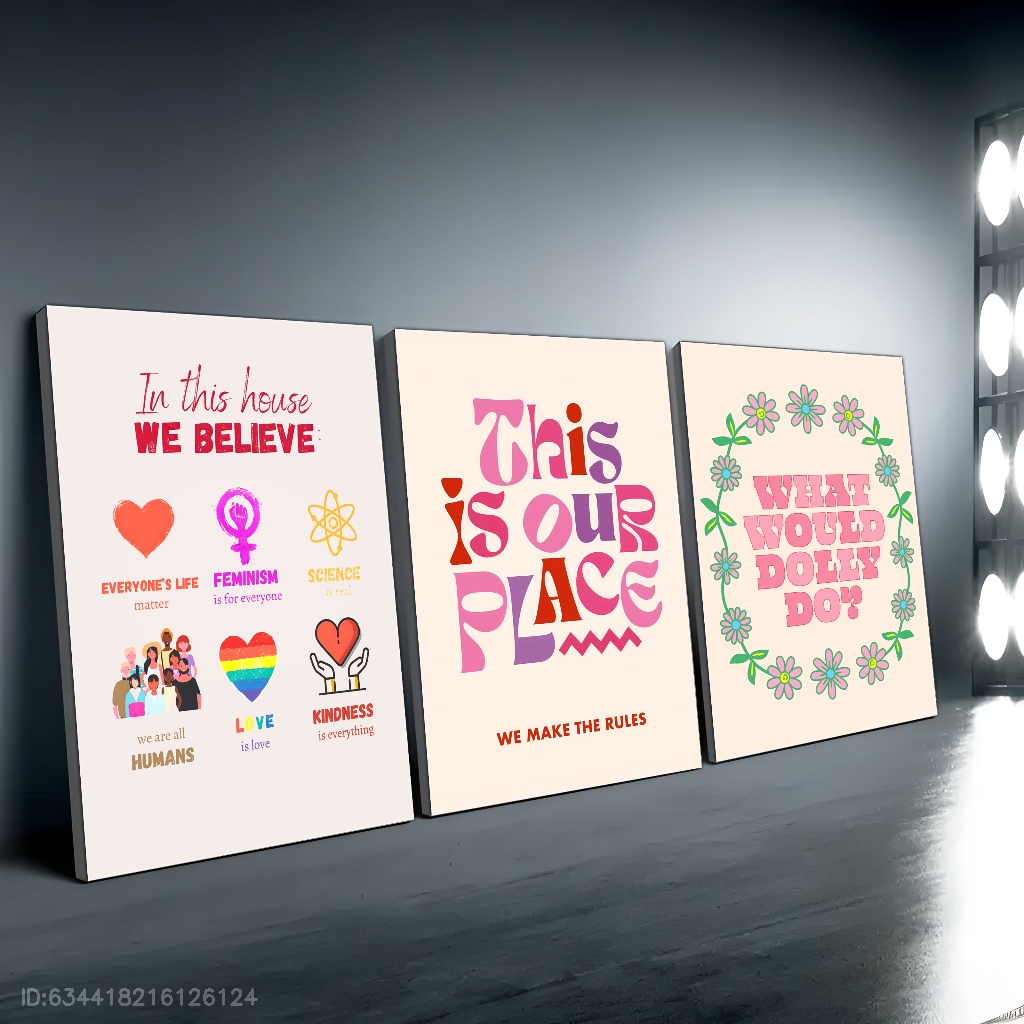 In this house
WE BELIEVE:
EVERYONE'S LIFE
matter
FEMINISM
is for everyone
SCIENCE
is real
we are all
HUMANS
LOVE
is love
KINDNESS
is everything
This
is OUR
PLACE
WE MAKE THE RULES
WHAT
WOULD
DOLLY
DO?
ID:634418216126124